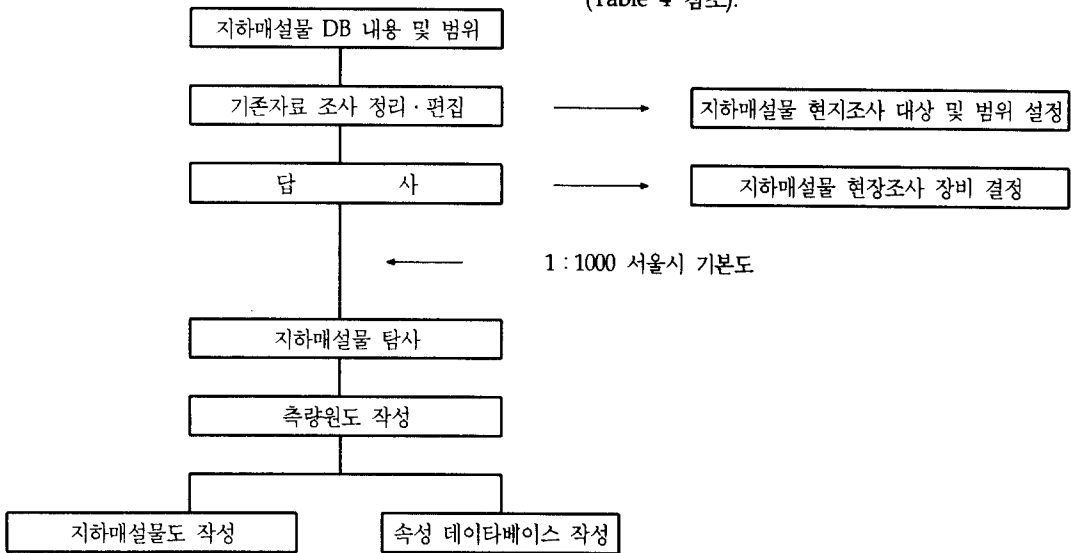 (Table 4 참조).
지하매설물 DB 내용 및 범위
기존자료 조사 정리 · 편집
지하매설물 현지조사 대상 및 범위 설정
답 사
지하매설물 현장조사 장비 결정
1 : 1000 서울시 기본도
지하매설물 탐사
측량원도 작성
지하매설물도 작성
속성 데이타베이스 작성